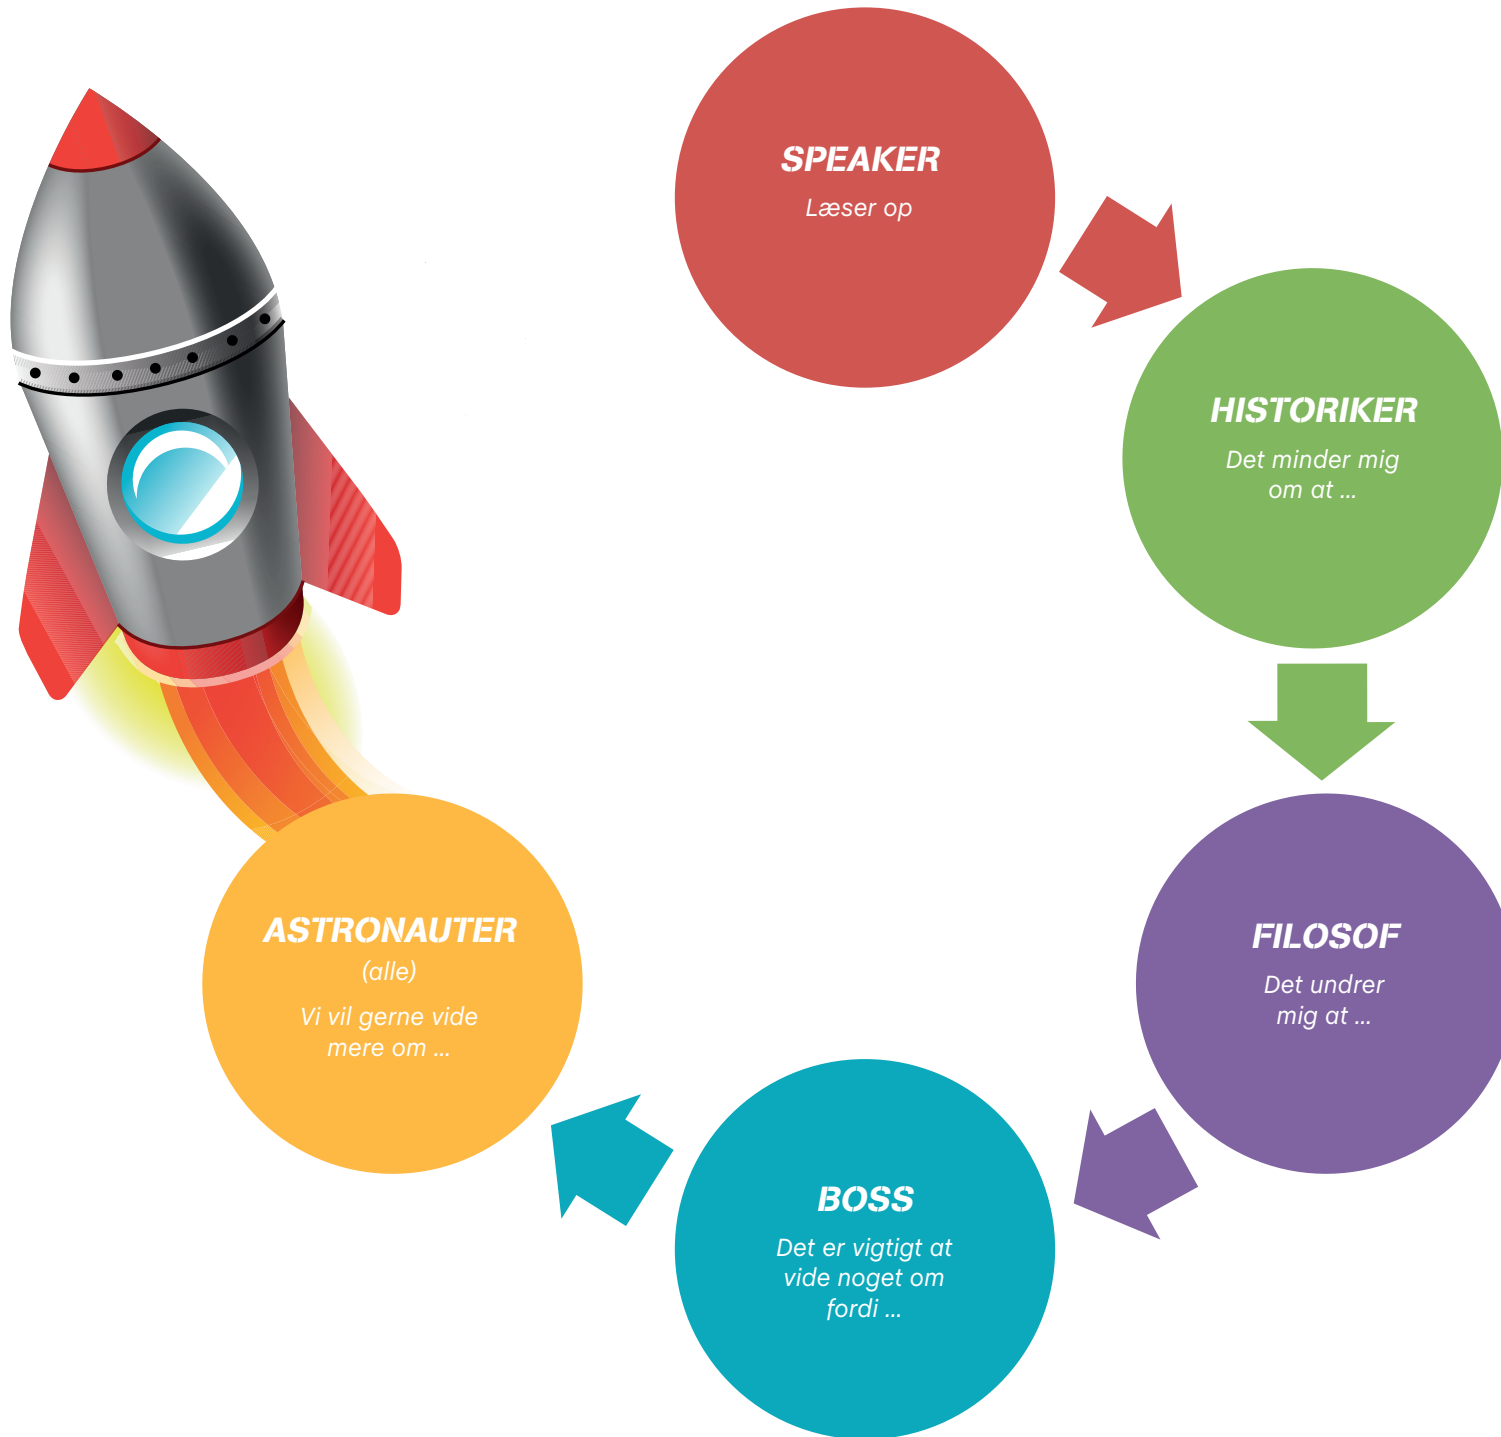 SPEAKER
Læser op
HISTORIKER
Det minder mig
om at ...
FILOSOF
Det undrer
mig at ...
BOSS
Det er vigtigt at
vide noget om
fordi ...
ASTRONAUTER
(alle)
Vi vil gerne vide
mere om ...